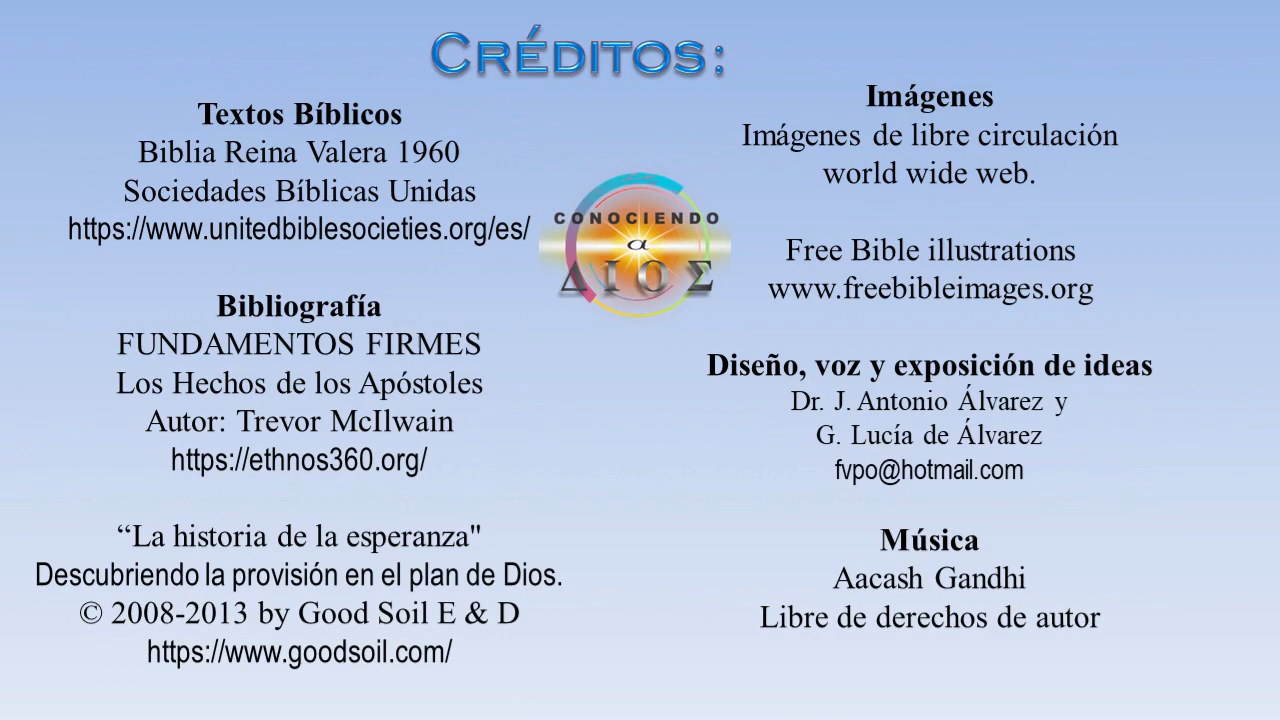 CRÉDITOS:
Textos Bíblicos
Biblia Reina Valera 1960
Sociedades Bíblicas Unidas
https://www.unitedbiblesocieties.org/es/
Bibliografía
FUNDAMENTOS FIRMES
Los Hechos de los Apóstoles
Autor: Trevor McIlwain
https://ethnos360.org/
“La historia de la esperanza"
Descubriendo la provisión en el plan de Dios.
© 2008-2013 by Good Soil E & D
https://www.goodsoil.com/
CONOCIENDO
α
ΔΙΟΣ
Imágenes
Imágenes de libre circulación
world wide web.
Free Bible illustrations
www.freebibleimages.org
Diseño, voz y exposición de ideas
Dr. J. Antonio Álvarez y
G. Lucía de Álvarez
fvpo@hotmail.com
Música
Aacash Gandhi
Libre de derechos de autor